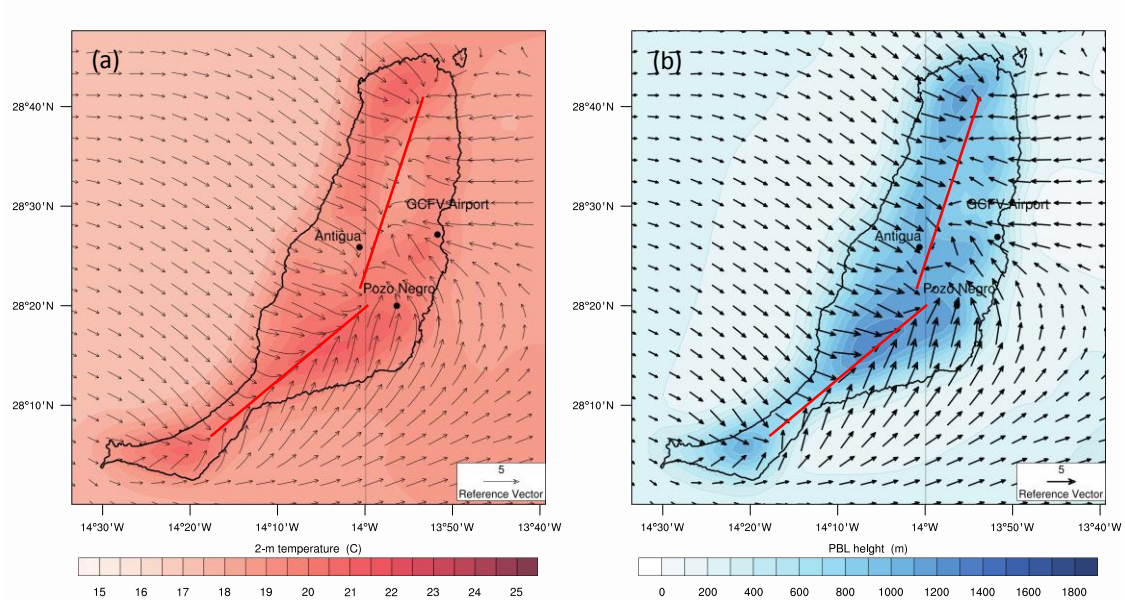 (a)
28°40'N
28°30'N
28°20'N
28°10'N
GCFV Airport
Antigua
Pozo Negro
5
Reference Vector
14°30'W 14°20'W 14°10'W 14°W 13°50'W 13°40'W
2-m temperature (C)
15 16 17 18 19 20 21 22 23 24 25
(b)
28°40'N
28°30'N
28°20'N
28°10'N
GCFV Airport
Antigua
Pozo Negro
5
Reference Vector
14°30'W 14°20'W 14°10'W 14°W 13°50'W 13°40'W
PBL height (m)
0 200 400 600 800 1000 1200 1400 1600 1800